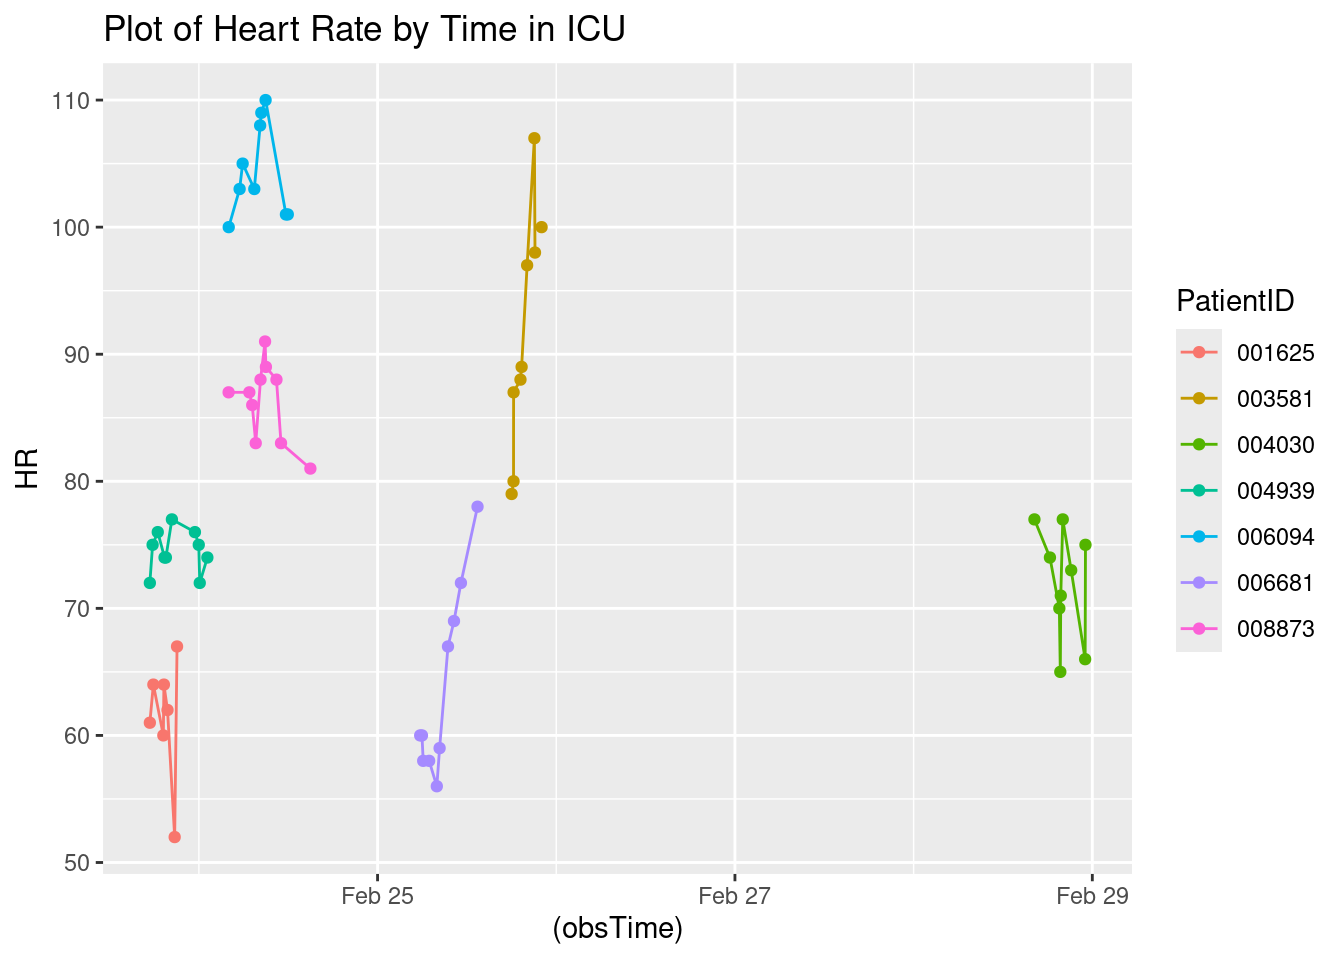 Plot of Heart Rate by Time in ICU
110
100
90
80
70
60
50
HR
Feb 25
Feb 27
Feb 29
(obsTime)
PatientID
001625
003581
004030
004939
006094
006681
008873